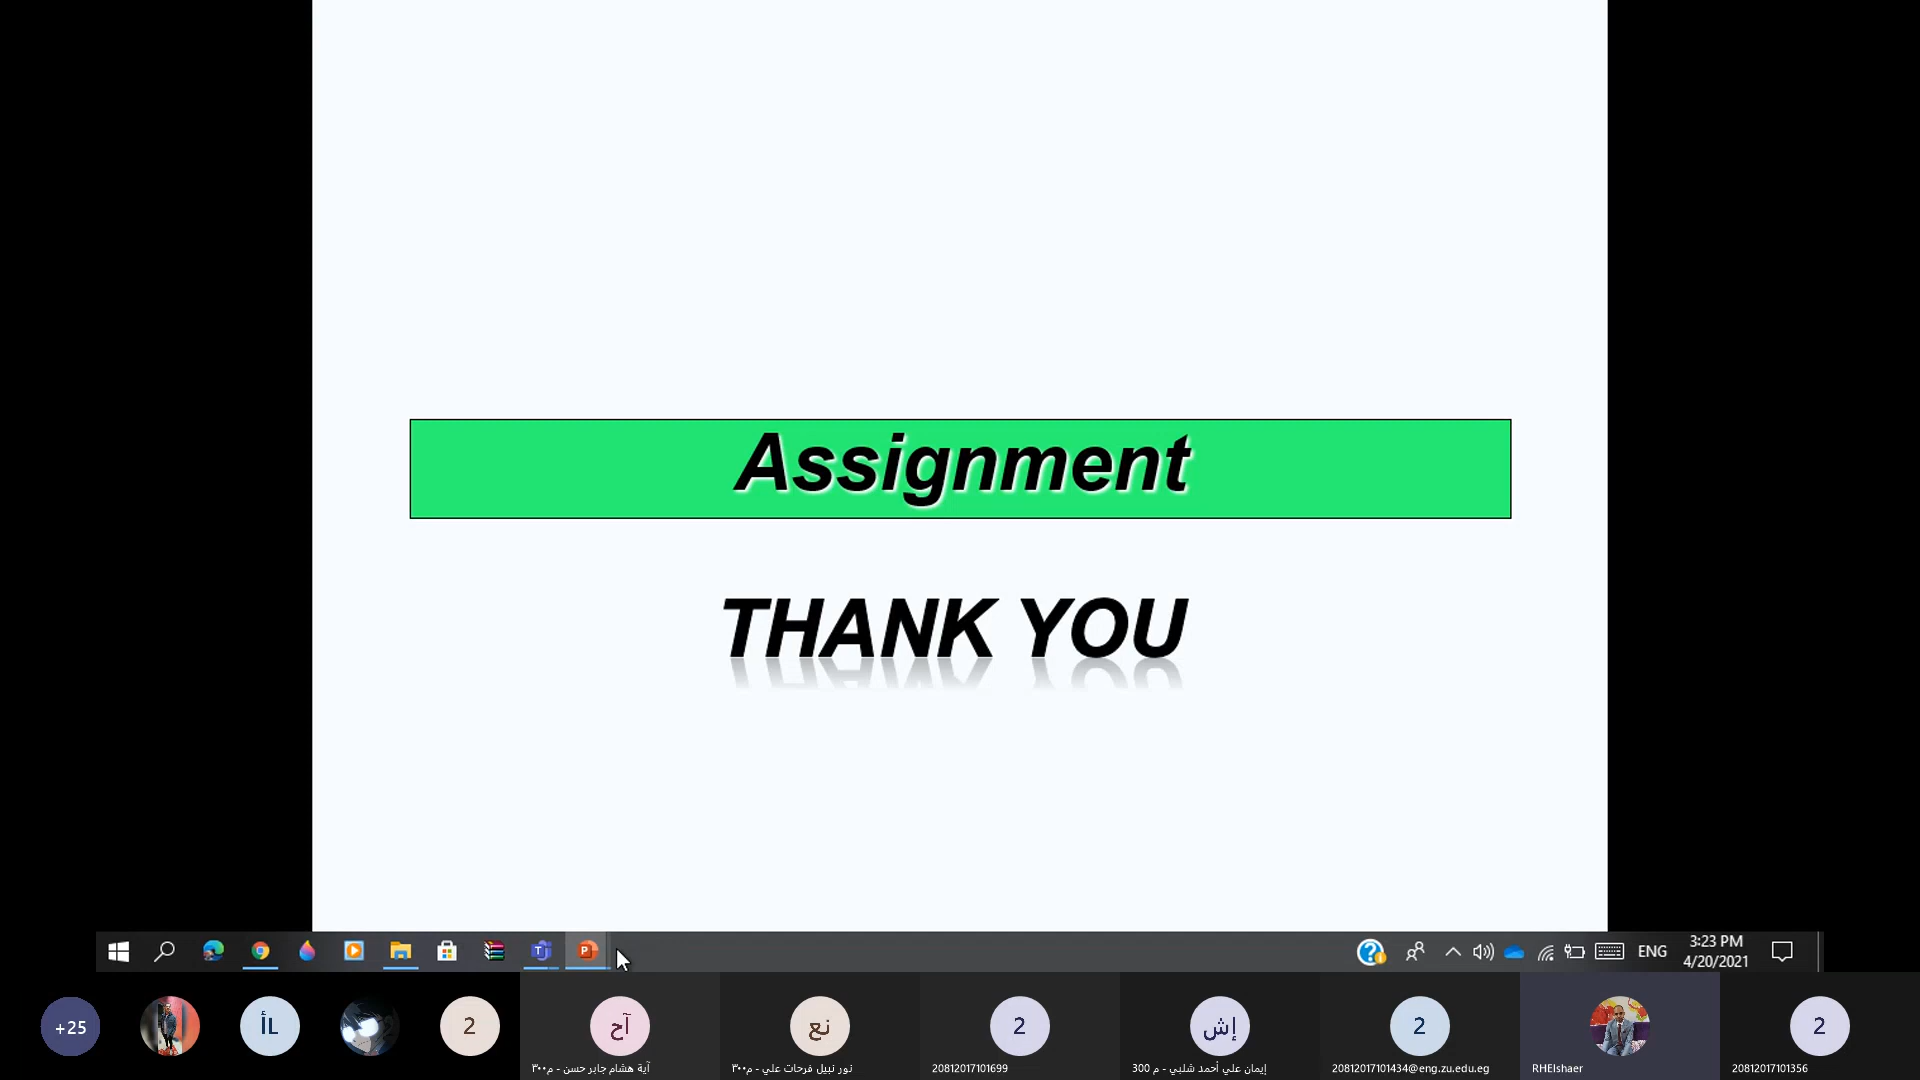 Assignment
THANK YOU
ENG
3:23 PM
4/20/2021
+25
أL
2
آح
آية هشام جابر حسن - م٣٠٠
نع
نور نبيل فرحات علي - م٣٠٠
2
20812017101699
إش
إيمان علي أحمد شلبي - م 300
2
20812017101434@eng.zu.edu.eg
RHElshaer
2
20812017101356